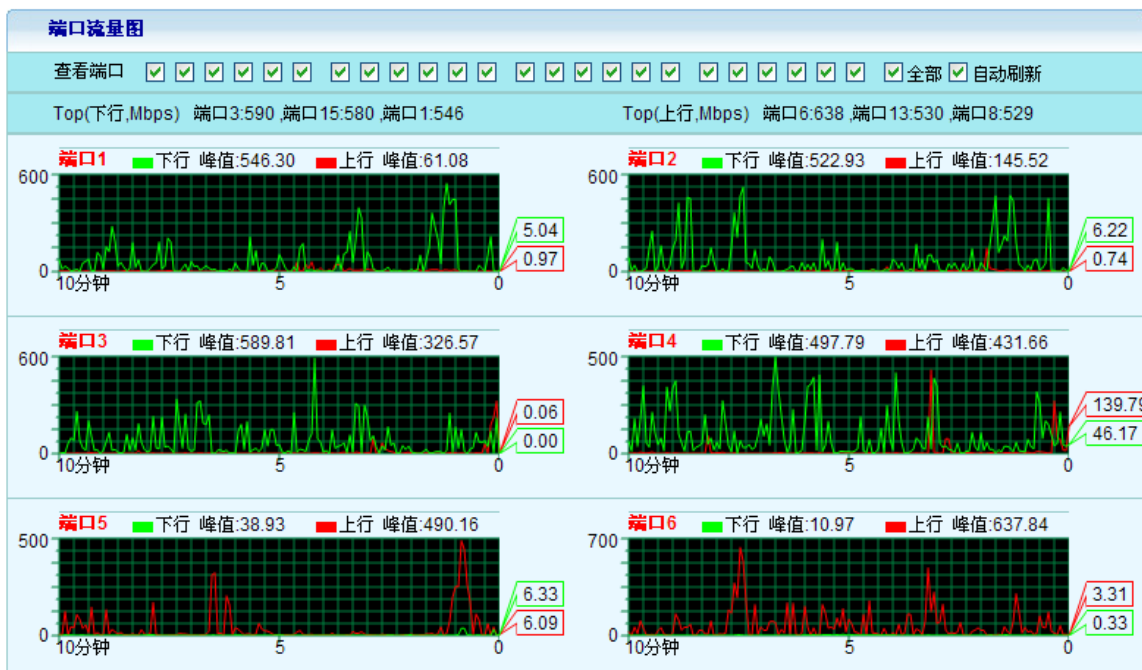 端口流量图
查看端口 全部 自动刷新
Top(下行,Mbps) 端口3:590 ,端口15:580 ,端口1:546 Top(上行,Mbps) 端口6:638 ,端口13:530 ,端口8:529
端口1 下行 峰值:546.30 上行 峰值:61.08
600
5.04
0.97
0
10分钟 5 0
端口2 下行 峰值:522.93 上行 峰值:145.52
600
6.22
0.74
0
10分钟 5 0
端口3 下行 峰值:589.81 上行 峰值:326.57
600
0.06
0.00
0
10分钟 5 0
端口4 下行 峰值:497.79 上行 峰值:431.66
500
139.79
46.17
0
10分钟 5 0
端口5 下行 峰值:38.93 上行 峰值:490.16
500
6.33
6.09
0
10分钟 5 0
端口6 下行 峰值:10.97 上行 峰值:637.84
700
3.31
0.33
0
10分钟 5 0